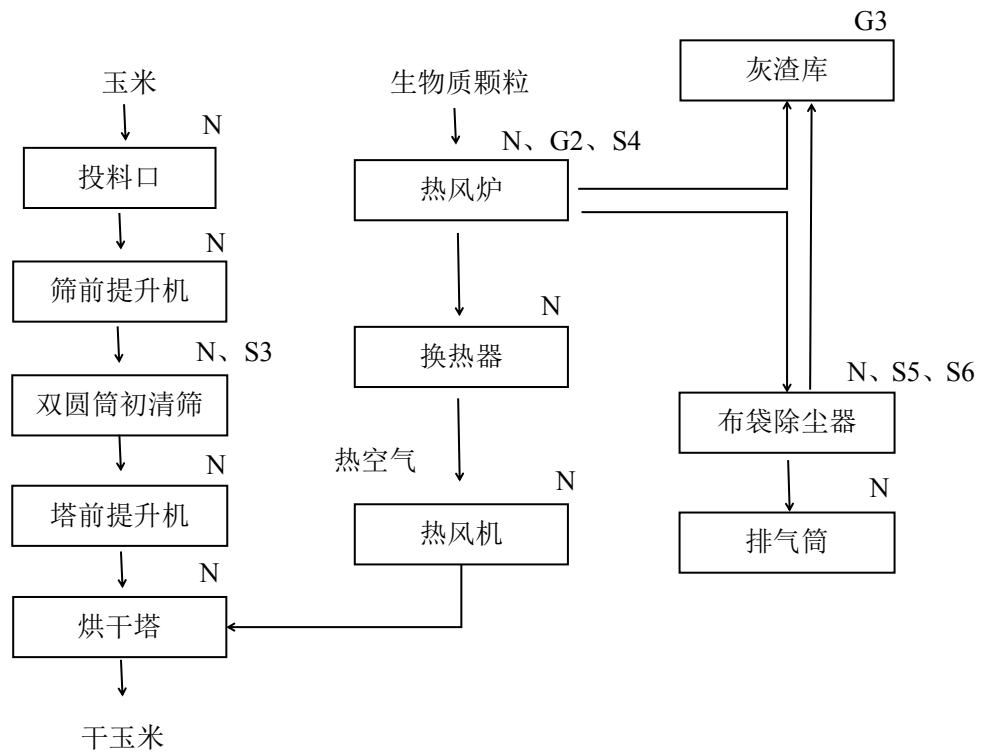 玉米
N
投料口
N
筛前提升机
N、S3
双圆筒初清筛
N
塔前提升机
N
烘干塔
干玉米
生物质颗粒
N、G2、S4
热风炉
N
换热器
热空气
N
热风机
G3
灰渣库
N、S5、S6
布袋除尘器
N
排气筒